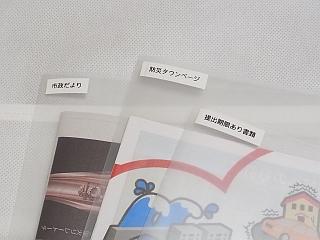 市政だより
防災タウンページ
提出期限あり書類